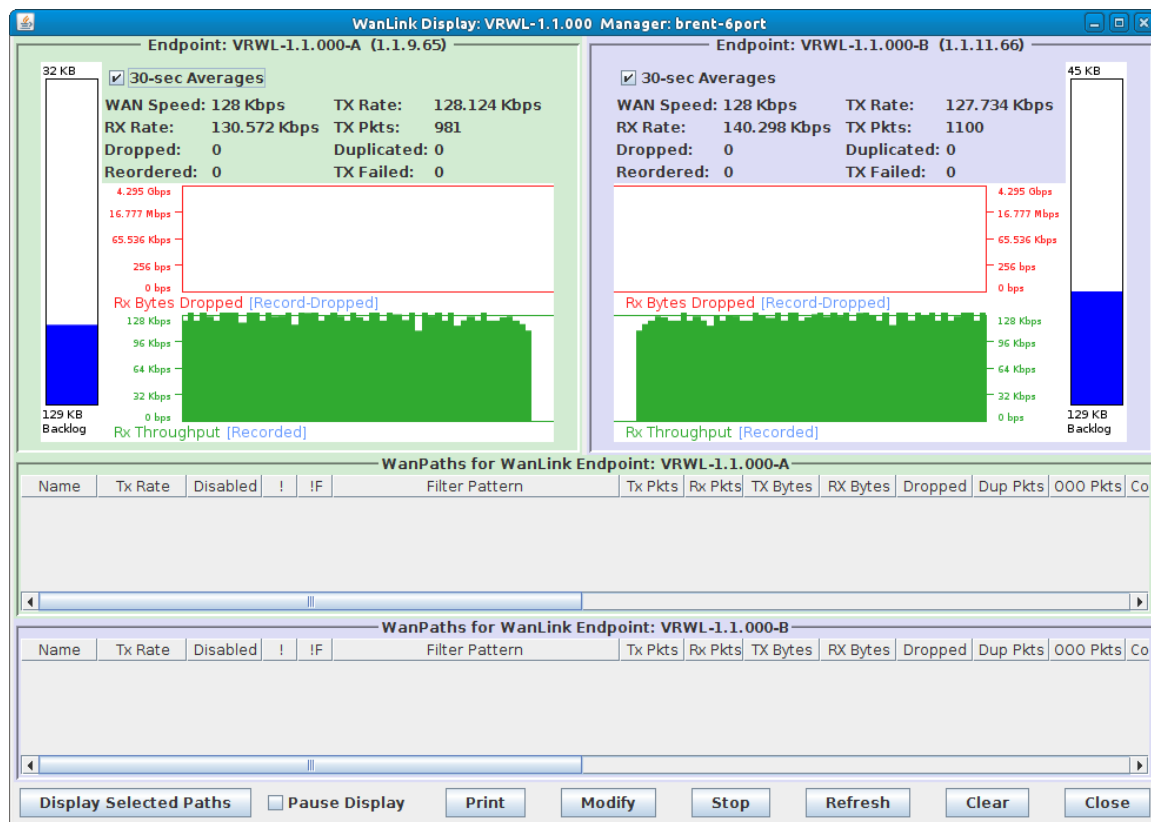 WanLink Display: VRWL-1.1.000 Manager: brent-6port
Endpoint: VRWL-1.1.000-A (1.1.9.65)
32 KB
30-sec Averages
WAN Speed: 128 Kbps TX Rate: 128.124 Kbps
RX Rate: 130.572 Kbps TX Pkts: 981
Dropped: 0 Duplicated: 0
Reordered: 0 TX Failed: 0
4.295 Gbps
16.777 Mbps
65.536 Kbps
256 bps
0 bps
Rx Bytes Dropped [Record-Dropped]
128 Kbps
96 Kbps
64 Kbps
32 Kbps
0 bps
129 KB
Backlog
Rx Throughput [Recorded]
Endpoint: VRWL-1.1.000-B (1.1.11.66)
30-sec Averages
45 KB
WAN Speed: 128 Kbps TX Rate: 127.734 Kbps
RX Rate: 140.298 Kbps TX Pkts: 1100
Dropped: 0 Duplicated: 0
Reordered: 0 TX Failed: 0
4.295 Gbps
16.777 Mbps
65.536 Kbps
256 bps
0 bps
Rx Bytes Dropped [Record-Dropped]
128 Kbps
96 Kbps
64 Kbps
32 Kbps
0 bps
129 KB
Backlog
Rx Throughput [Recorded]
WanPaths for WanLink Endpoint: VRWL-1.1.000-A
Name Tx Rate Disabled ! !F Filter Pattern Tx Pkts Rx Pkts TX Bytes RX Bytes Dropped Dup Pkts OOO Pkts Co
WanPaths for WanLink Endpoint: VRWL-1.1.000-B
Name Tx Rate Disabled ! !F Filter Pattern Tx Pkts Rx Pkts TX Bytes RX Bytes Dropped Dup Pkts OOO Pkts Co
Display Selected Paths Pause Display Print Modify Stop Refresh Clear Close